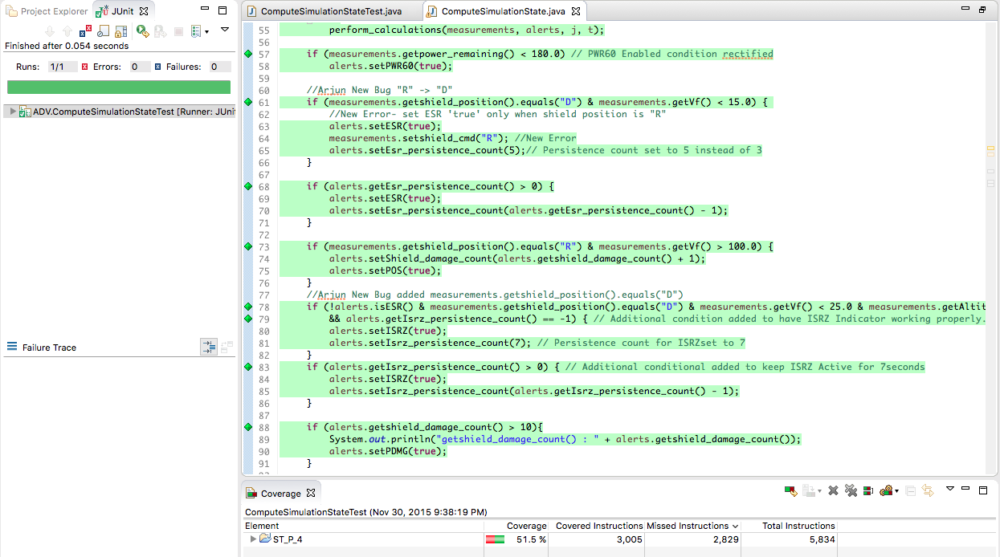 Project Explorer JUnit
Finished after 0.054 seconds
Runs: 1/1 Errors: 0 Failures: 0
ADV.ComputeSimulationStateTest [Runner: JUni
Failure Trace
ComputeSimulationStateTest.java ComputeSimulationState.java
55 perform_calculations(measurements, alerts, j, t);
56
57 if (measurements.getpower_remaining() < 180.0) // PWR60 Enabled condition rectified
58 alerts.setPWR60(true);
59
60 //Arjun New Bug "R" -> "D"
61 if (measurements.getshield_position().equals("D") & measurements.getVf() < 15.0) {
62 //New Error- set ESR 'true' only when shield position is "R"
63 alerts.setESR(true);
64 measurements.setshield_cmd("R"); //New Error
65 alerts.setEsr_persistence_count(5);// Persistence count set to 5 instead of 3
66 }
67
68 if (alerts.getEsr_persistence_count() > 0) {
69 alerts.setESR(true);
70 alerts.setEsr_persistence_count(alerts.getEsr_persistence_count() - 1);
71 }
72
73 if (measurements.getshield_position().equals("R") & measurements.getVf() > 100.0) {
74 alerts.setShield_damage_count(alerts.getshield_damage_count() + 1);
75 alerts.setPOS(true);
76 }
77 //Arjun New Bug added measurements.getshield_position().equals("D")
78 if (!alerts.isESR() & measurements.getshield_position().equals("D") & measurements.getVf() < 25.0 & measurements.getAltit
79 && alerts.getIsrz_persistence_count() == -1) { // Additional condition added to have ISRZ Indicator working properly.
80 alerts.setISRZ(true);
81 alerts.setIsrz_persistence_count(7); // Persistence count for ISRZset to 7
82 }
83 if (alerts.getIsrz_persistence_count() > 0) { // Additional conditional added to keep ISRZ Active for 7seconds
84 alerts.setISRZ(true);
85 alerts.setIsrz_persistence_count(alerts.getIsrz_persistence_count() - 1);
86 }
87
88 if (alerts.getshield_damage_count() > 10){
89 System.out.println("getshield_damage_count() : " + alerts.getshield_damage_count());
90 alerts.setPDMG(true);
91 }
Coverage
ComputeSimulationStateTest (Nov 30, 2015 9:38:19 PM)
Element Coverage Covered Instructions Missed Instructions Total Instructions
ST_P_4 51.5 % 3,005 2,829 5,834